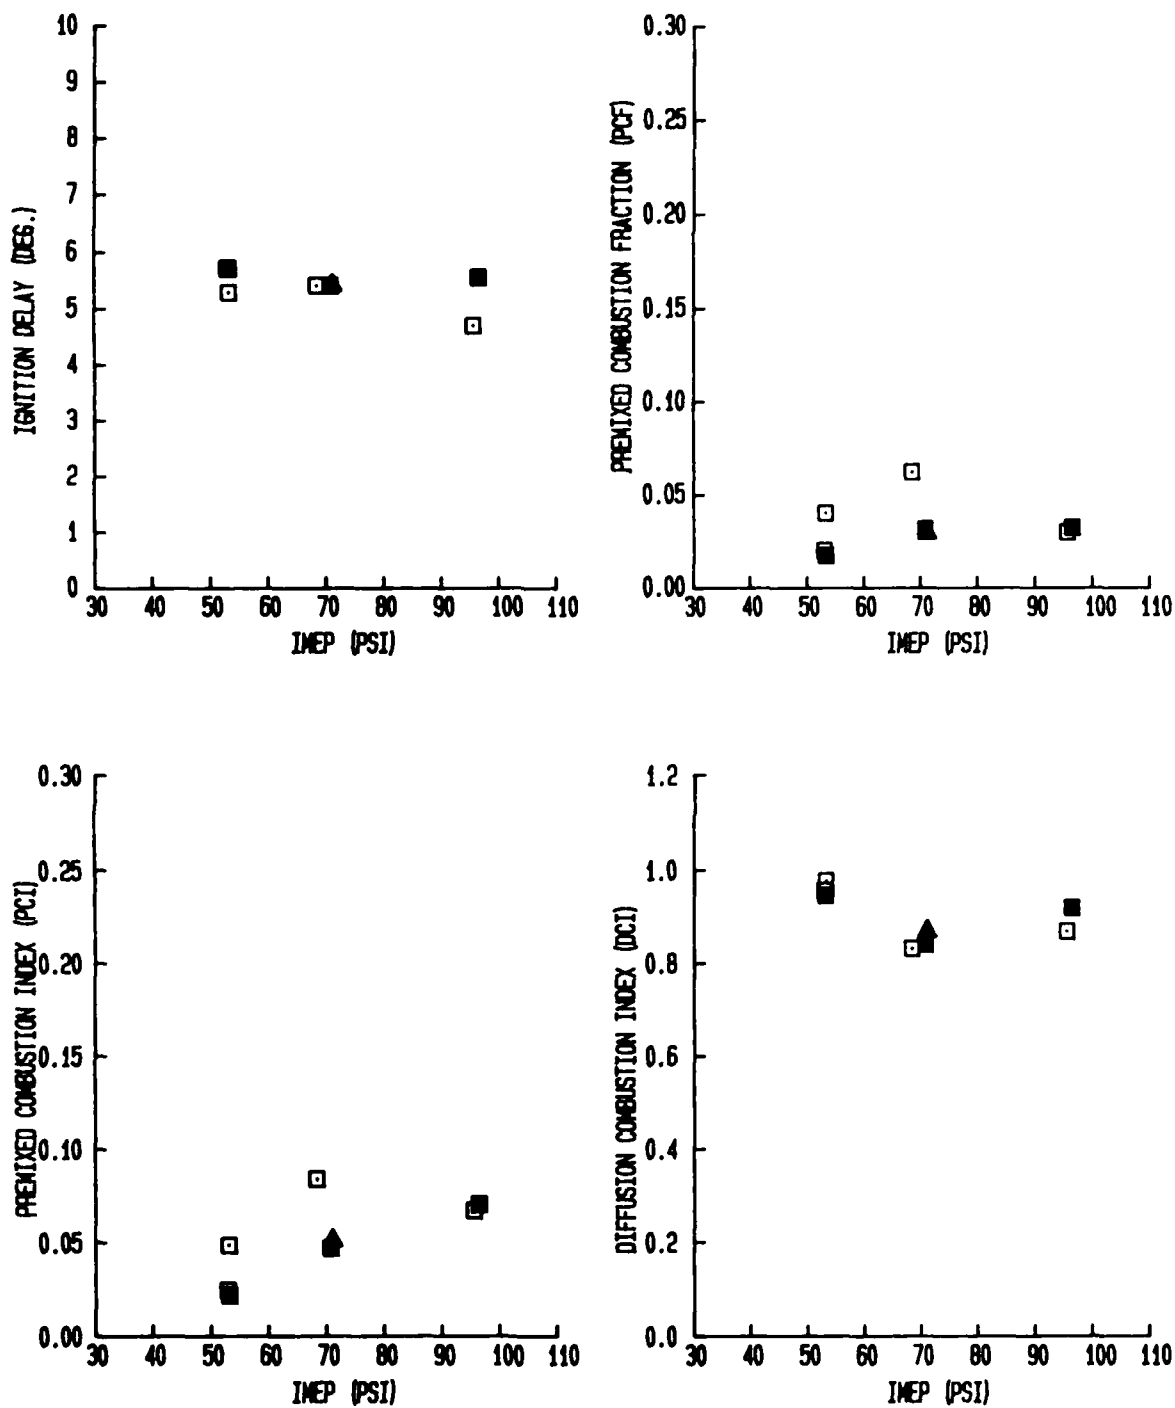 10
9
8
7
6
5
4
3
2
1
0
IGNITION DELAY (DEG.)
30 40 50 60 70 80 90 100 110
IMEP (PSI)
0.30
0.25
0.20
0.15
0.10
0.05
0.00
PREMIXED COMBUSTION FRACTION (PCF)
30 40 50 60 70 80 90 100 110
IMEP (PSI)
0.30
0.25
0.20
0.15
0.10
0.05
0.00
PREMIXED COMBUSTION INDEX (PCI)
30 40 50 60 70 80 90 100 110
IMEP (PSI)
1.2
1.0
0.8
0.6
0.4
0.2
0.0
DIFFUSION COMBUSTION INDEX (DCI)
30 40 50 60 70 80 90 100 110
IMEP (PSI)